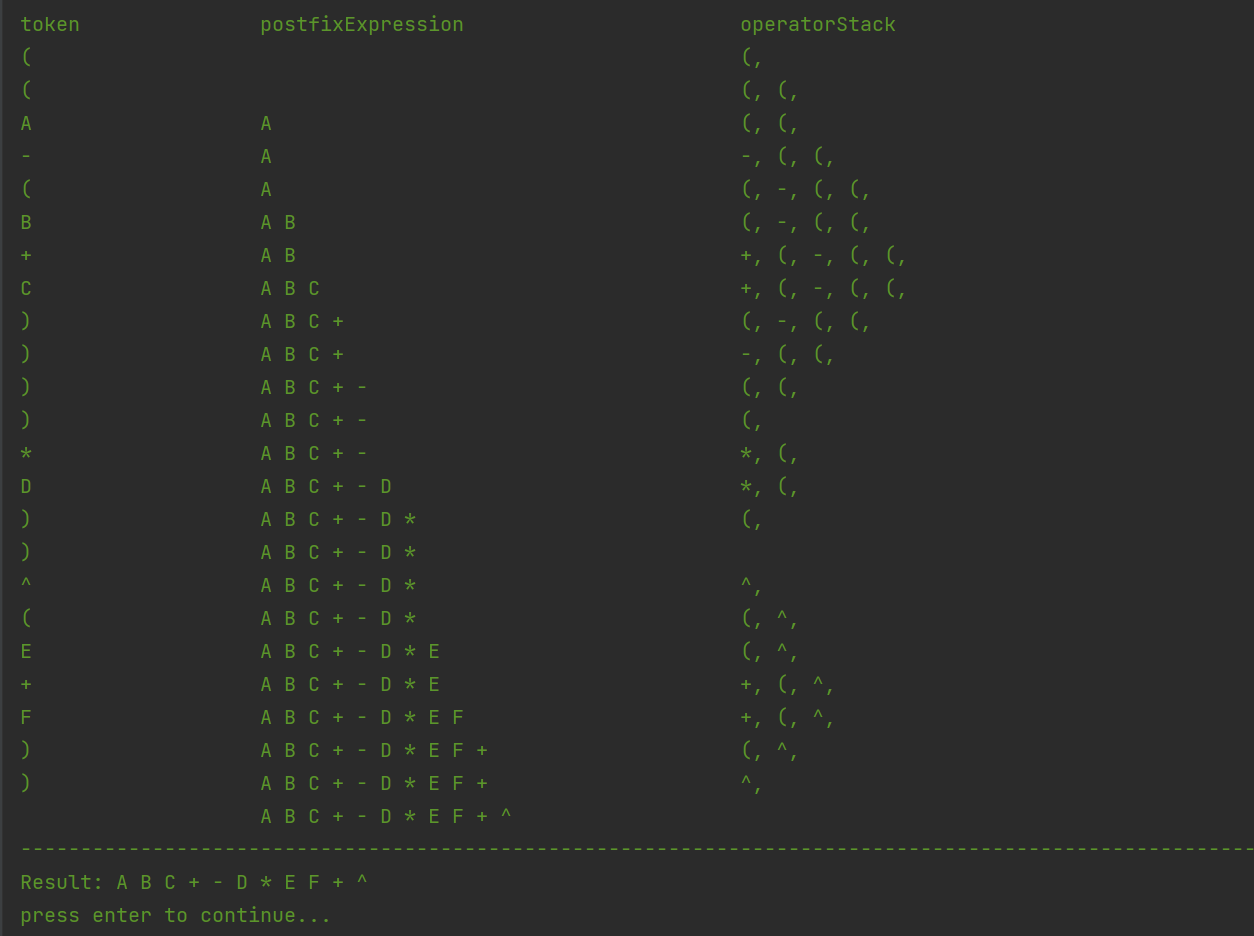 token postfixExpression operatorStack
( (,
( (, (,
A A (, (,
- A -, (, (,
( A (, -, (, (,
B A B (, -, (, (,
+ A B +, (, -, (, (,
C A B C +, (, -, (, (,
) A B C + (, -, (, (,
) A B C + -, (, (,
) A B C + - (, (,
) A B C + - (,
* A B C + - *, (,
D A B C + - D *, (,
) A B C + - D * (,
) A B C + - D *
^ A B C + - D * ^,
( A B C + - D * (, ^,
E A B C + - D * E (, ^,
+ A B C + - D * E +, (, ^,
F A B C + - D * E F +, (, ^,
) A B C + - D * E F + (, ^,
) A B C + - D * E F + ^,
A B C + - D * E F + ^
-------------------------------------------------------------------------------------------------------
Result: A B C + - D * E F + ^
press enter to continue...